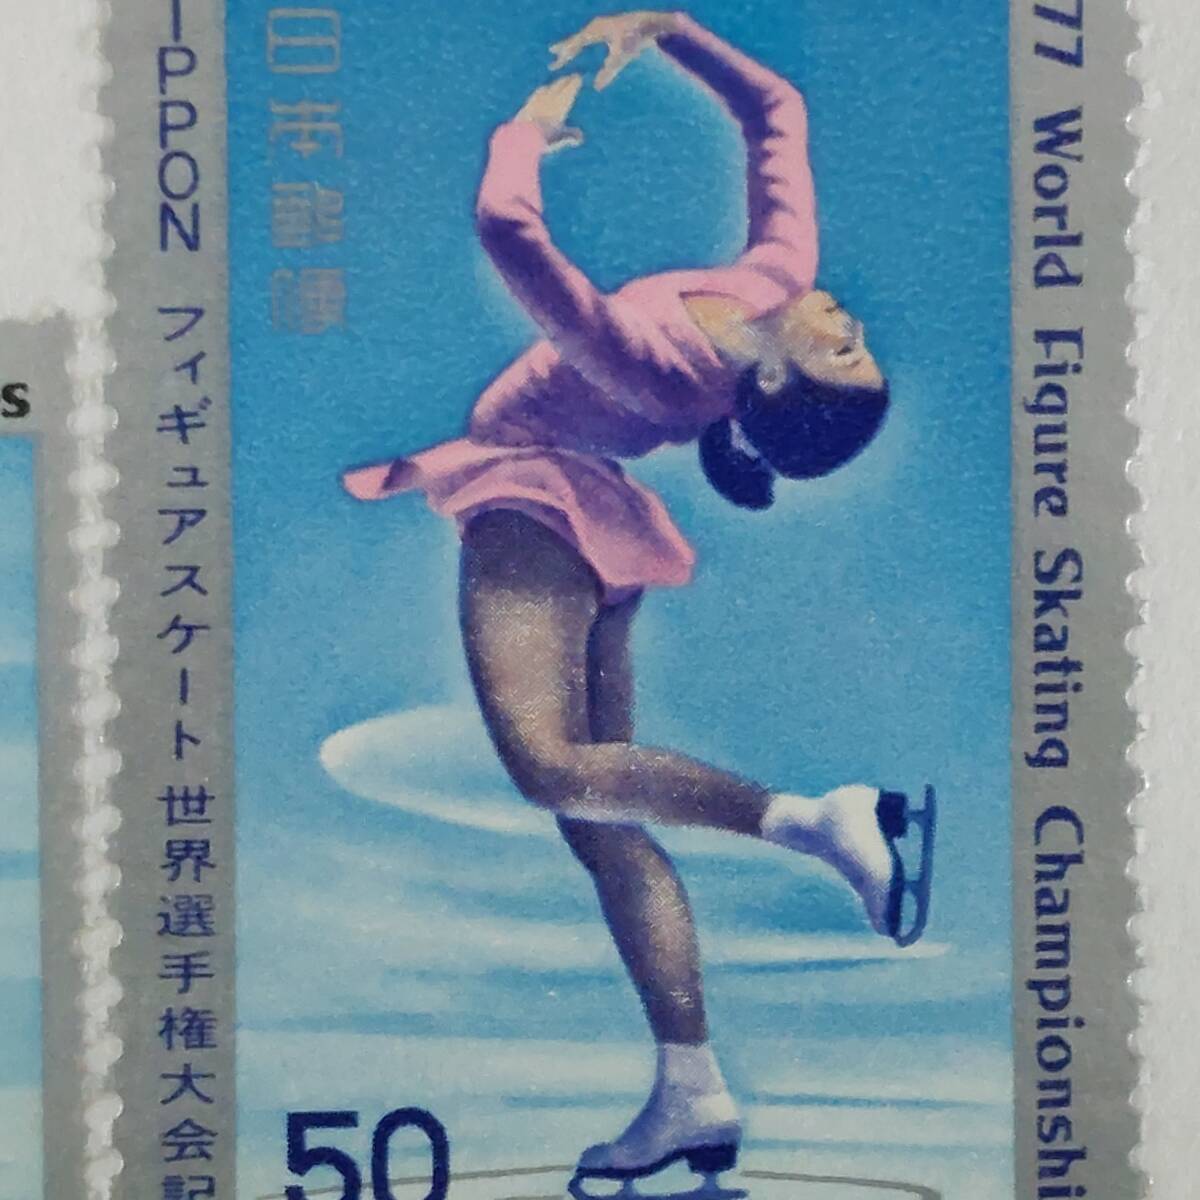 IPPON フィギュアスケート世界選手権大会記
日本郵便
77 World Figure Skating Championshi
50
s